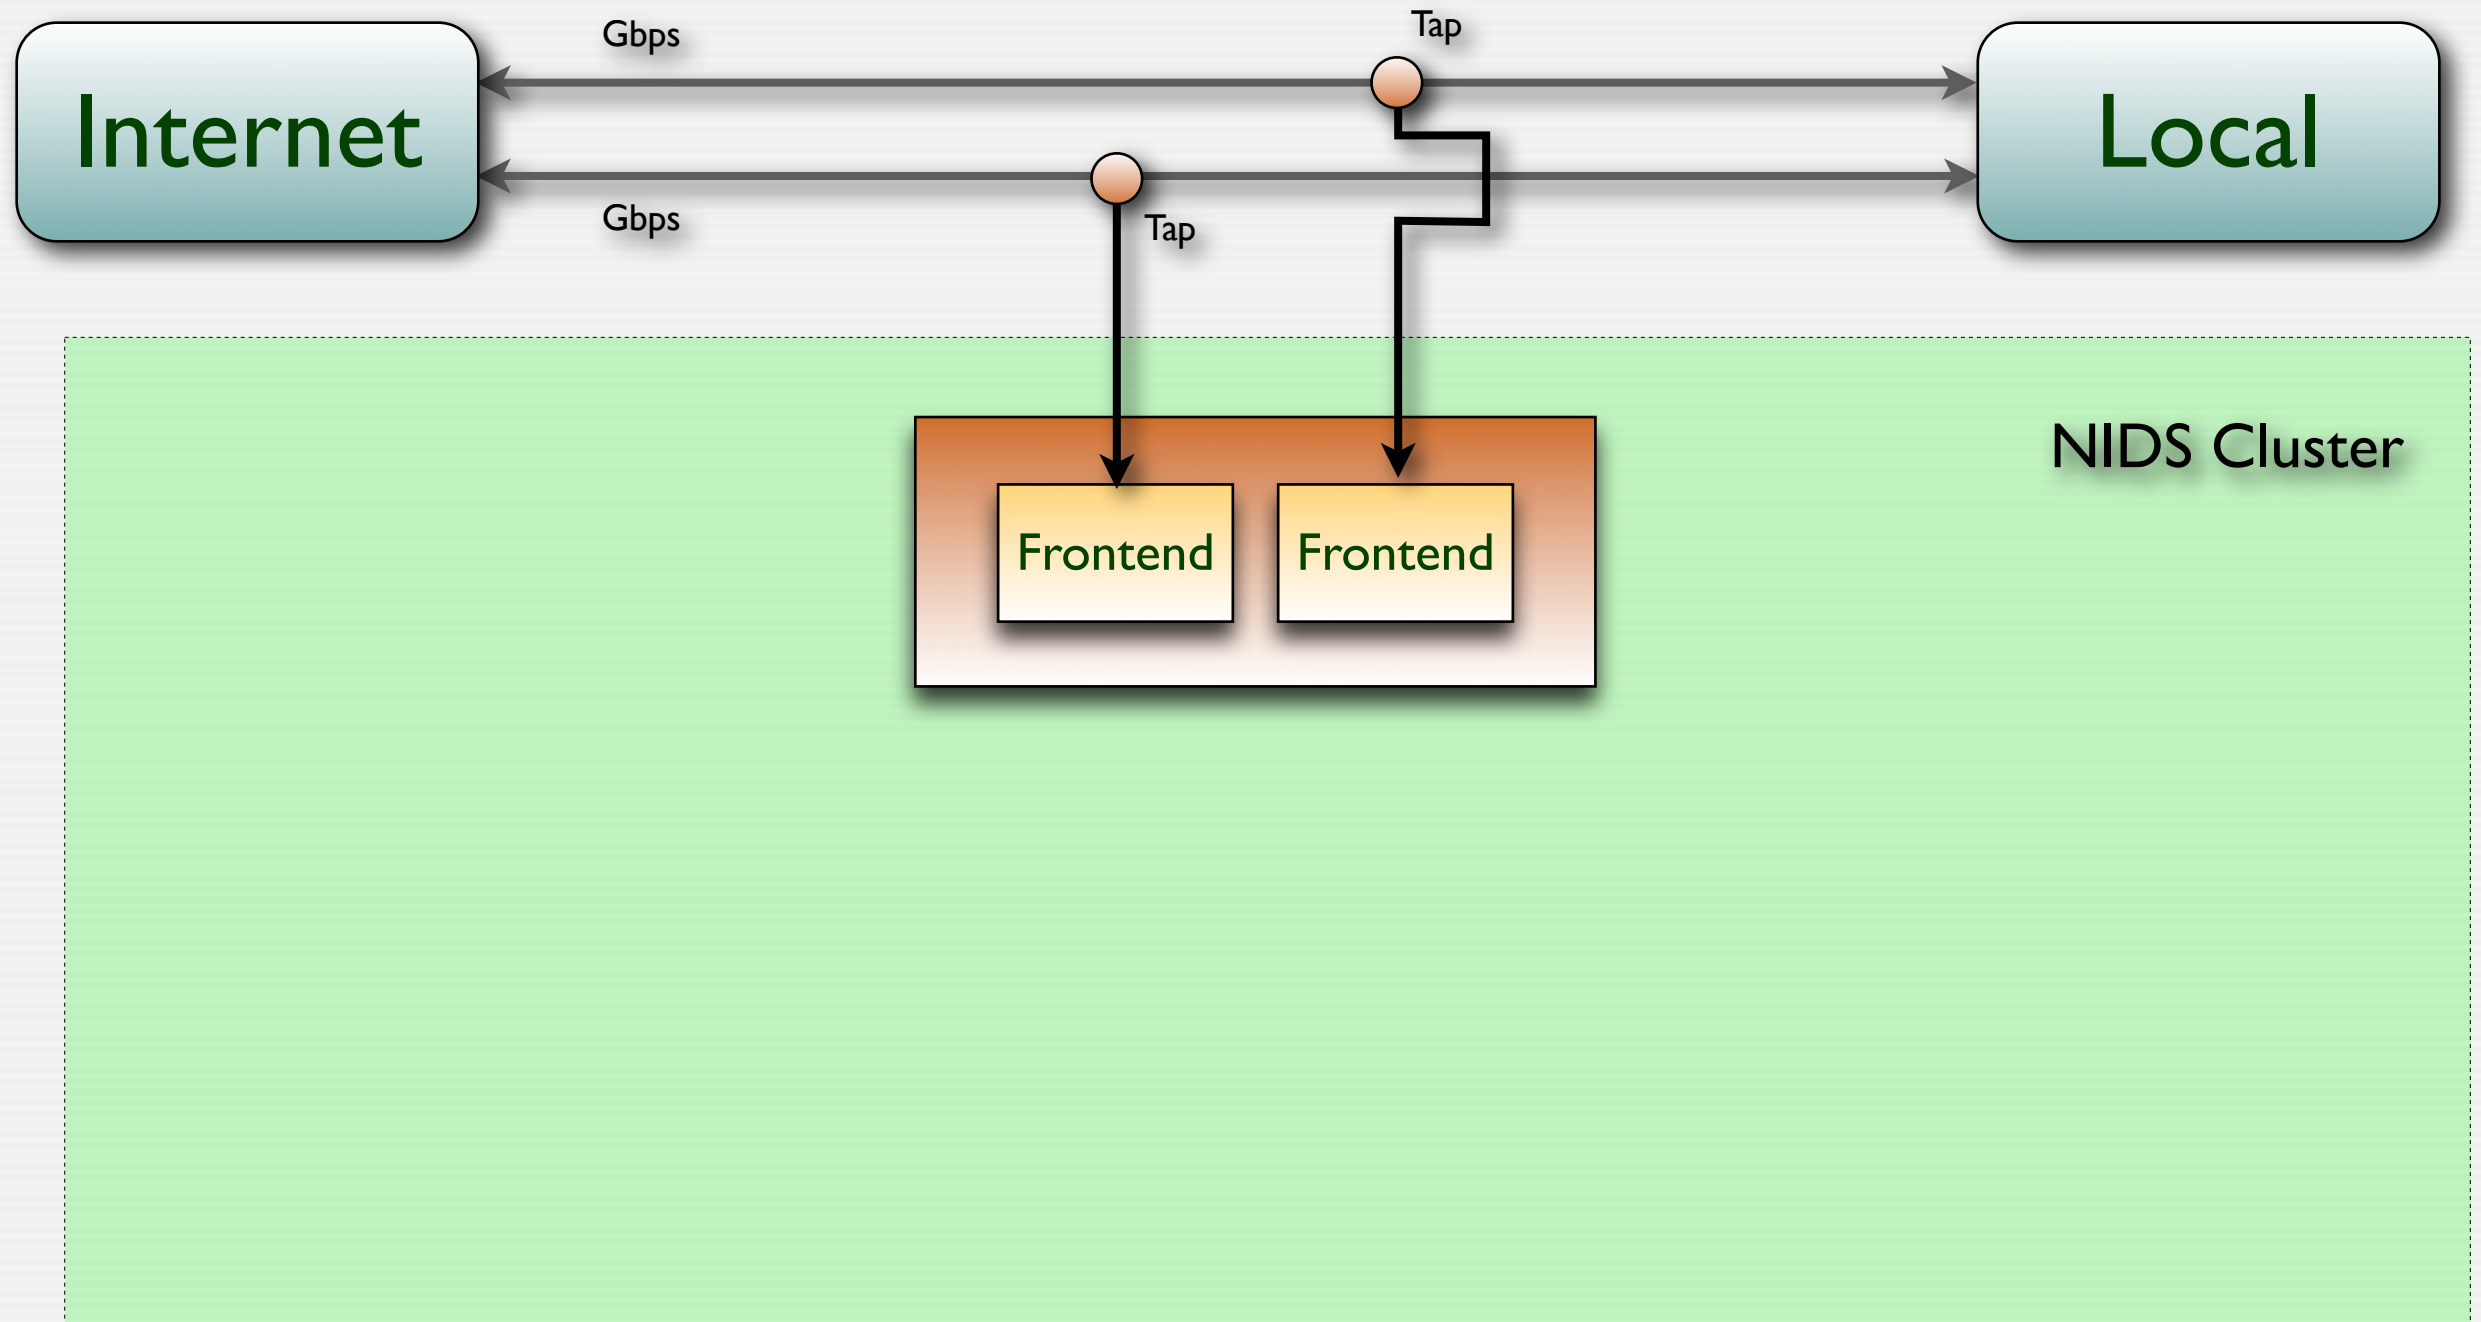 Gbps
Tap
Internet
Local
Gbps
Tap
NIDS Cluster
Frontend
Frontend